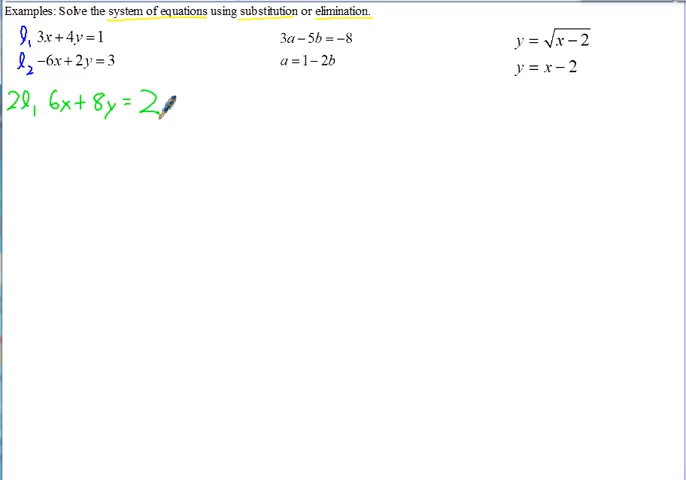 Examples: Solve the system of equations using substitution or elimination.
l₁ 3x + 4y = 1
l₂ −6x + 2y = 3
2l₁ 6x + 8y = 2
3a − 5b = −8
a = 1 − 2b
y = √(x − 2)
y = x − 2